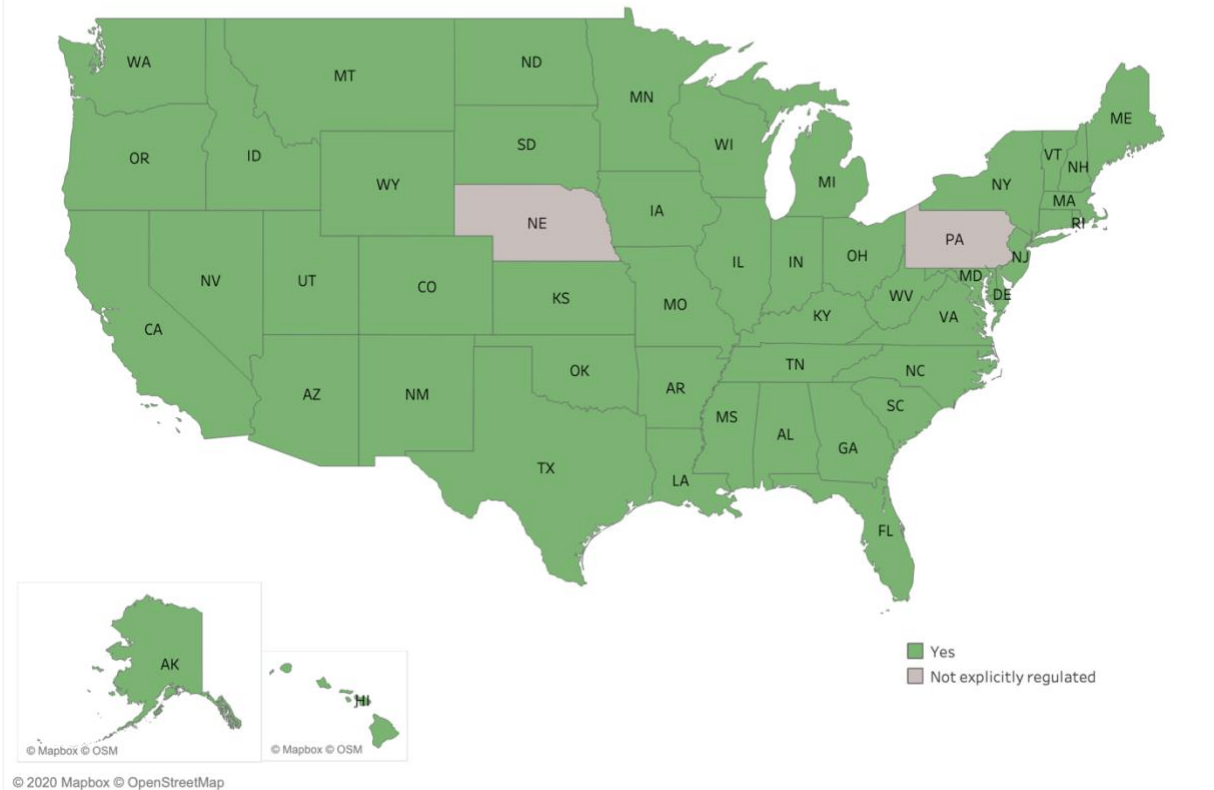 WA
MT
ND
MN
ME
OR
ID
SD
WI
VT
NH
WY
MI
NY
MA
RI
NE
IA
PA
NV
UT
CO
IL
IN
OH
NJ
MD
DE
KS
MO
WV
CA
KY
VA
AZ
NM
OK
AR
TN
NC
SC
MS
AL
GA
TX
LA
FL
Yes
Not explicitly regulated
AK
HI
© Mapbox © OSM
© Mapbox © OSM
© 2020 Mapbox © OpenStreetMap